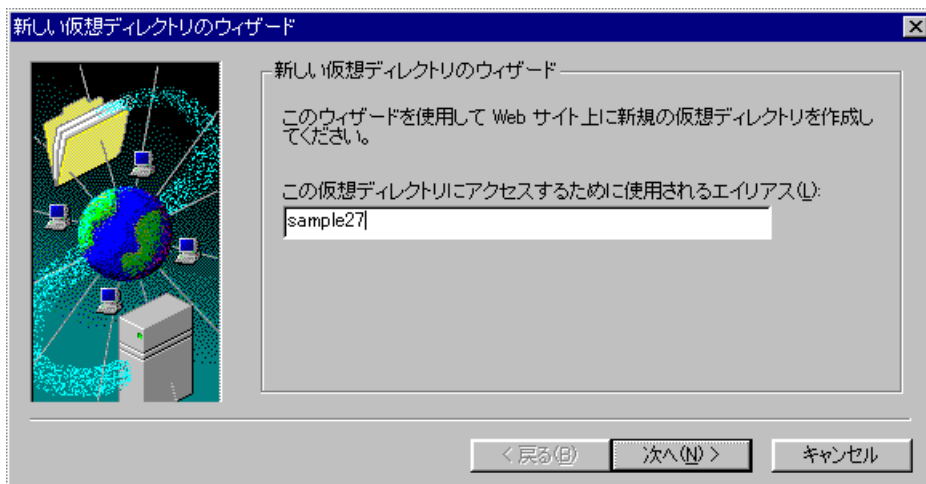 新しい仮想ディレクトリのウィザード
新しい仮想ディレクトリのウィザード
このウィザードを使用して Web サイト上に新規の仮想ディレクトリを作成し
てください。
この仮想ディレクトリにアクセスするために使用されるエイリアス(L):
sample27
< 戻る(B)
次へ(N) >
キャンセル